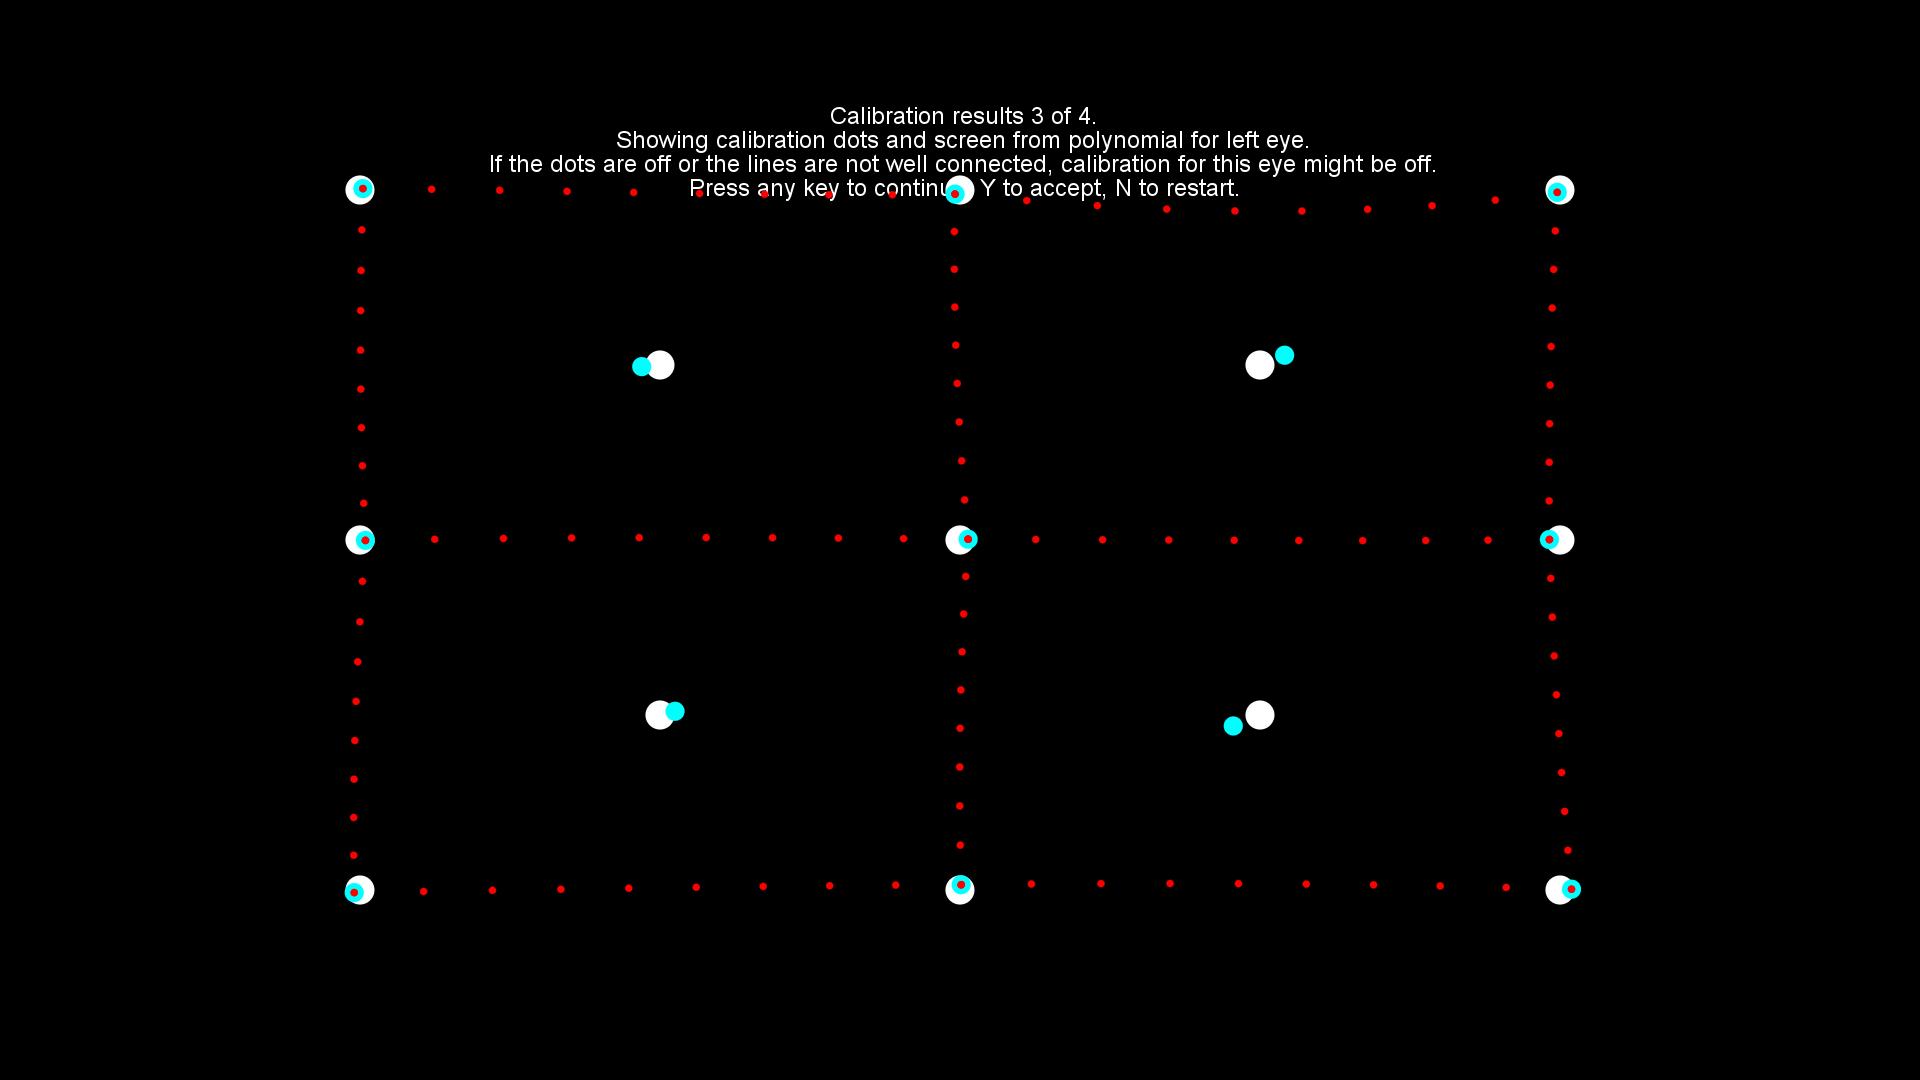 Calibration results 3 of 4.
Showing calibration dots and screen from polynomial for left eye.
If the dots are off or the lines are not well connected, calibration for this eye might be off.
Press any key to continue, Y to accept, N to restart.